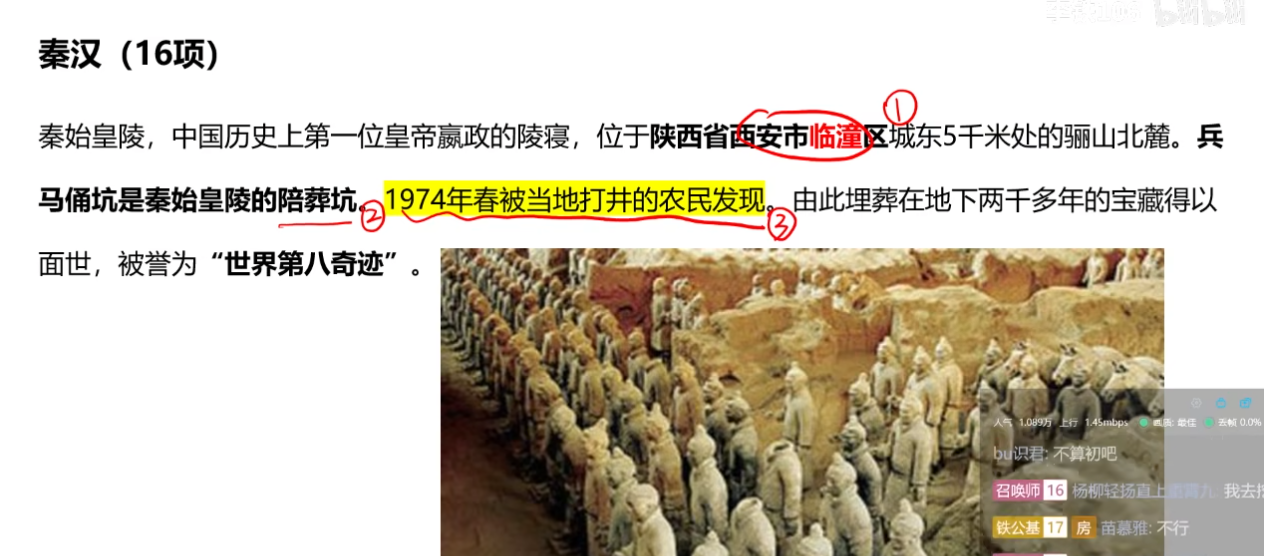 bilibili
秦汉（16项）
①
秦始皇陵，中国历史上第一位皇帝嬴政的陵寝，位于陕西省西安市临潼区城东5千米处的骊山北麓。兵
马俑坑是秦始皇陵的陪葬坑。1974年春被当地打井的农民发现。由此埋葬在地下两千多年的宝藏得以
② ③
面世，被誉为“世界第八奇迹”。
人气 1.089万 上行 1.45mbps 画质: 最佳 丢帧 0.0%
bu识君: 不算初吧
召唤师 16 杨柳轻扬直上重霄九: 我去挖
铁公基 17 房 苗慕雅: 不行